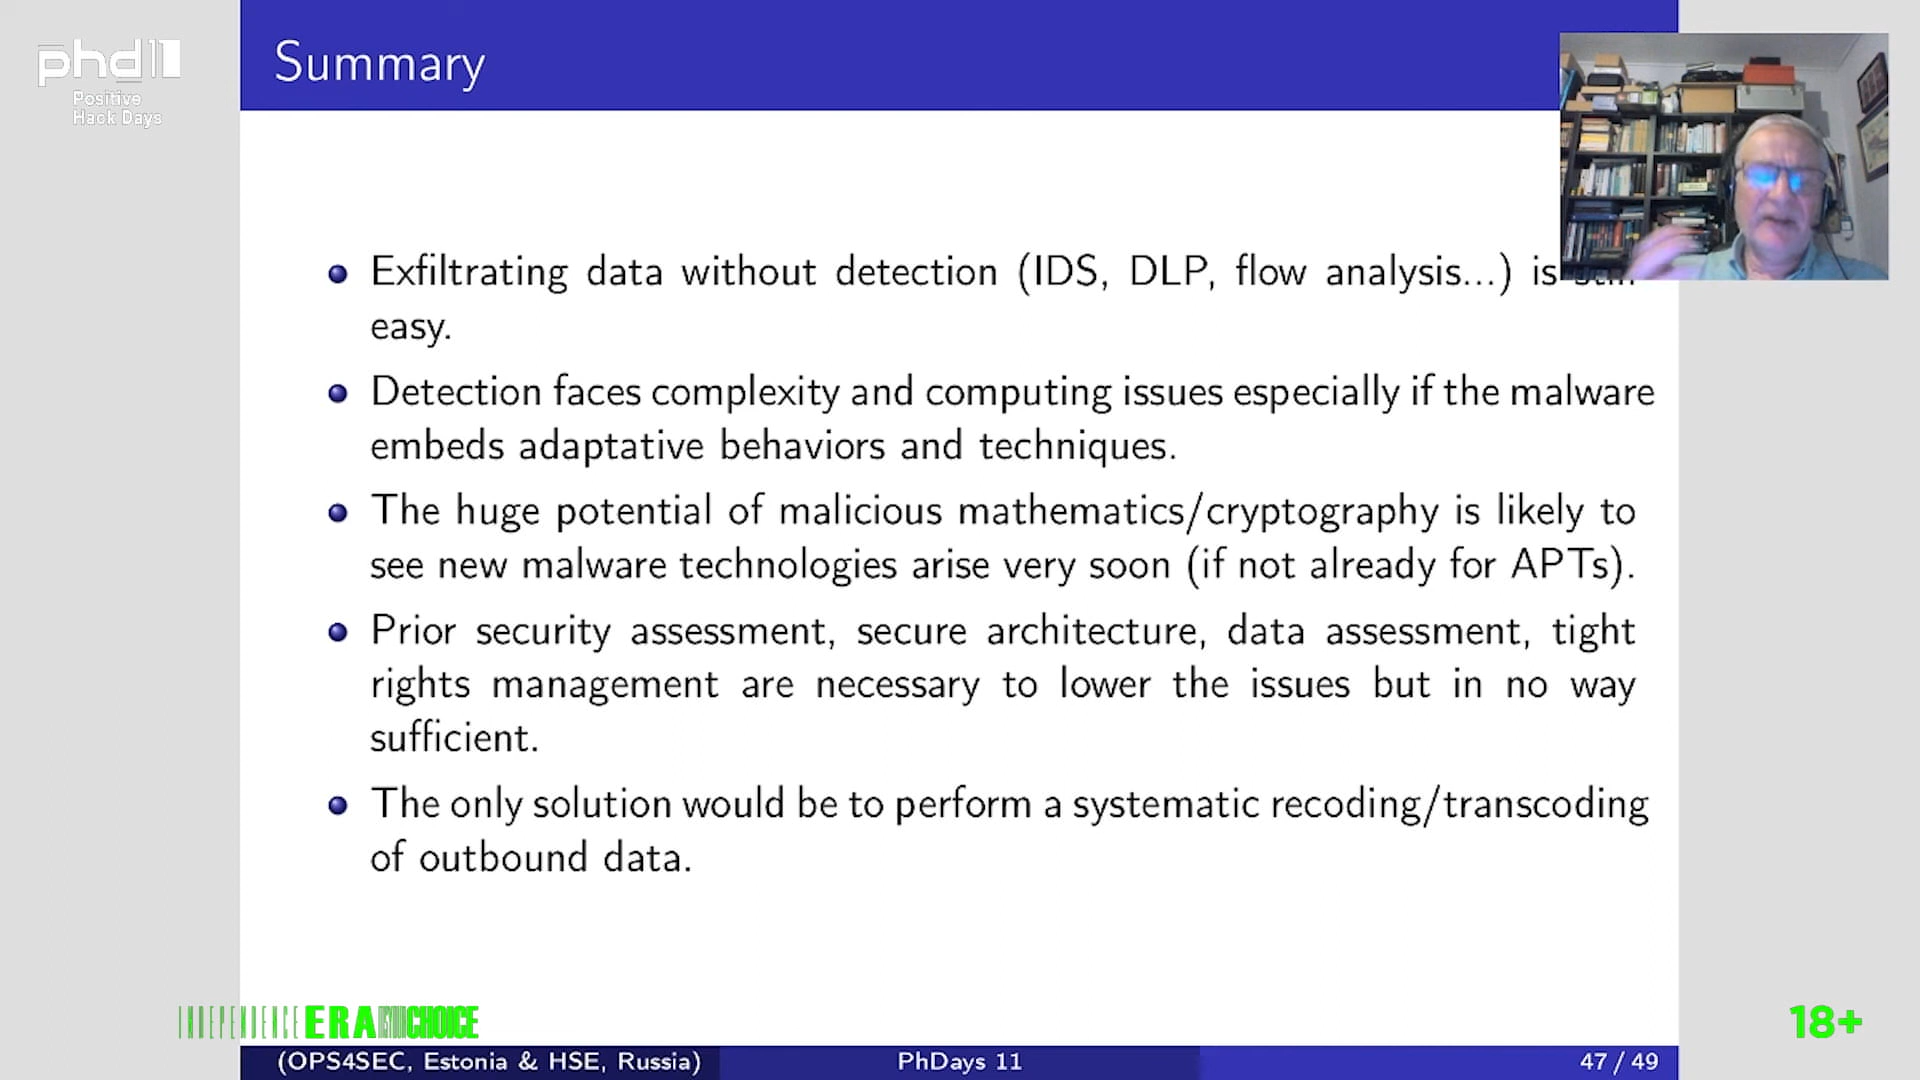 phd11
Positive
Hack Days
Summary
Exfiltrating data without detection (IDS, DLP, flow analysis...) is still
easy.
Detection faces complexity and computing issues especially if the malware
embeds adaptative behaviors and techniques.
The huge potential of malicious mathematics/cryptography is likely to
see new malware technologies arise very soon (if not already for APTs).
Prior security assessment, secure architecture, data assessment, tight
rights management are necessary to lower the issues but in no way
sufficient.
The only solution would be to perform a systematic recoding/transcoding
of outbound data.
INDEPENDENCE ERA CHOICE
18+
(OPS4SEC, Estonia & HSE, Russia) PhDays 11 47 / 49